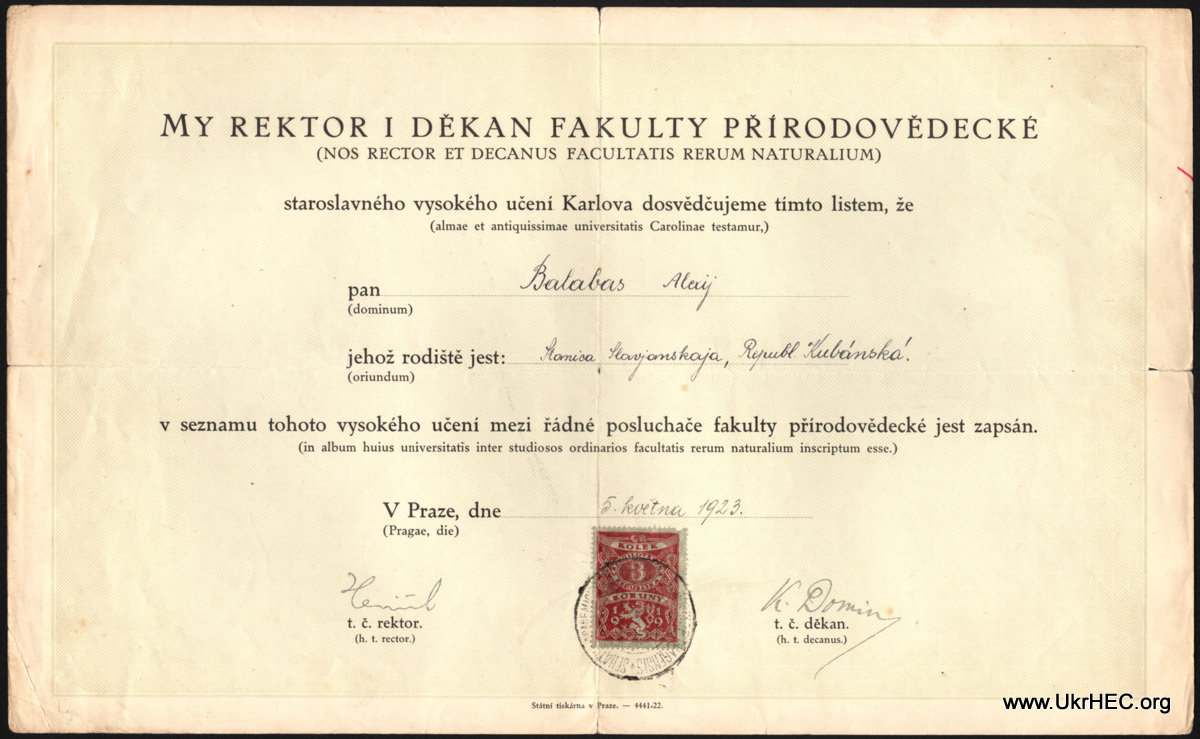 MY REKTOR I DĚKAN FAKULTY PŘÍRODOVĚDECKÉ
(NOS RECTOR ET DECANUS FACULTATIS RERUM NATURALIUM)
staroslavného vysokého učení Karlova dosvědčujeme tímto listem, že
(almae et antiquissimae universitatis Carolinae testamur,)
pan Balabas Alexij
(dominum)
jehož rodiště jest: Stanica Slavjanskaja, Republ. Kubánská.
(oriundum)
v seznamu tohoto vysokého učení mezi řádné posluchače fakulty přírodovědecké jest zapsán.
(in album huius universitatis inter studiosos ordinarios facultatis rerum naturalium inscriptum esse.)
V Praze, dne 5. května 1923.
(Pragae, die)
KOLEK
3
KORUNY
1919
K. Domin
t. č. rektor.
t. č. děkan.
(h. t. rector.)
(h. t. decanus.)
Státní tiskárna v Praze. — 4441-22.
www.UkrHEC.org